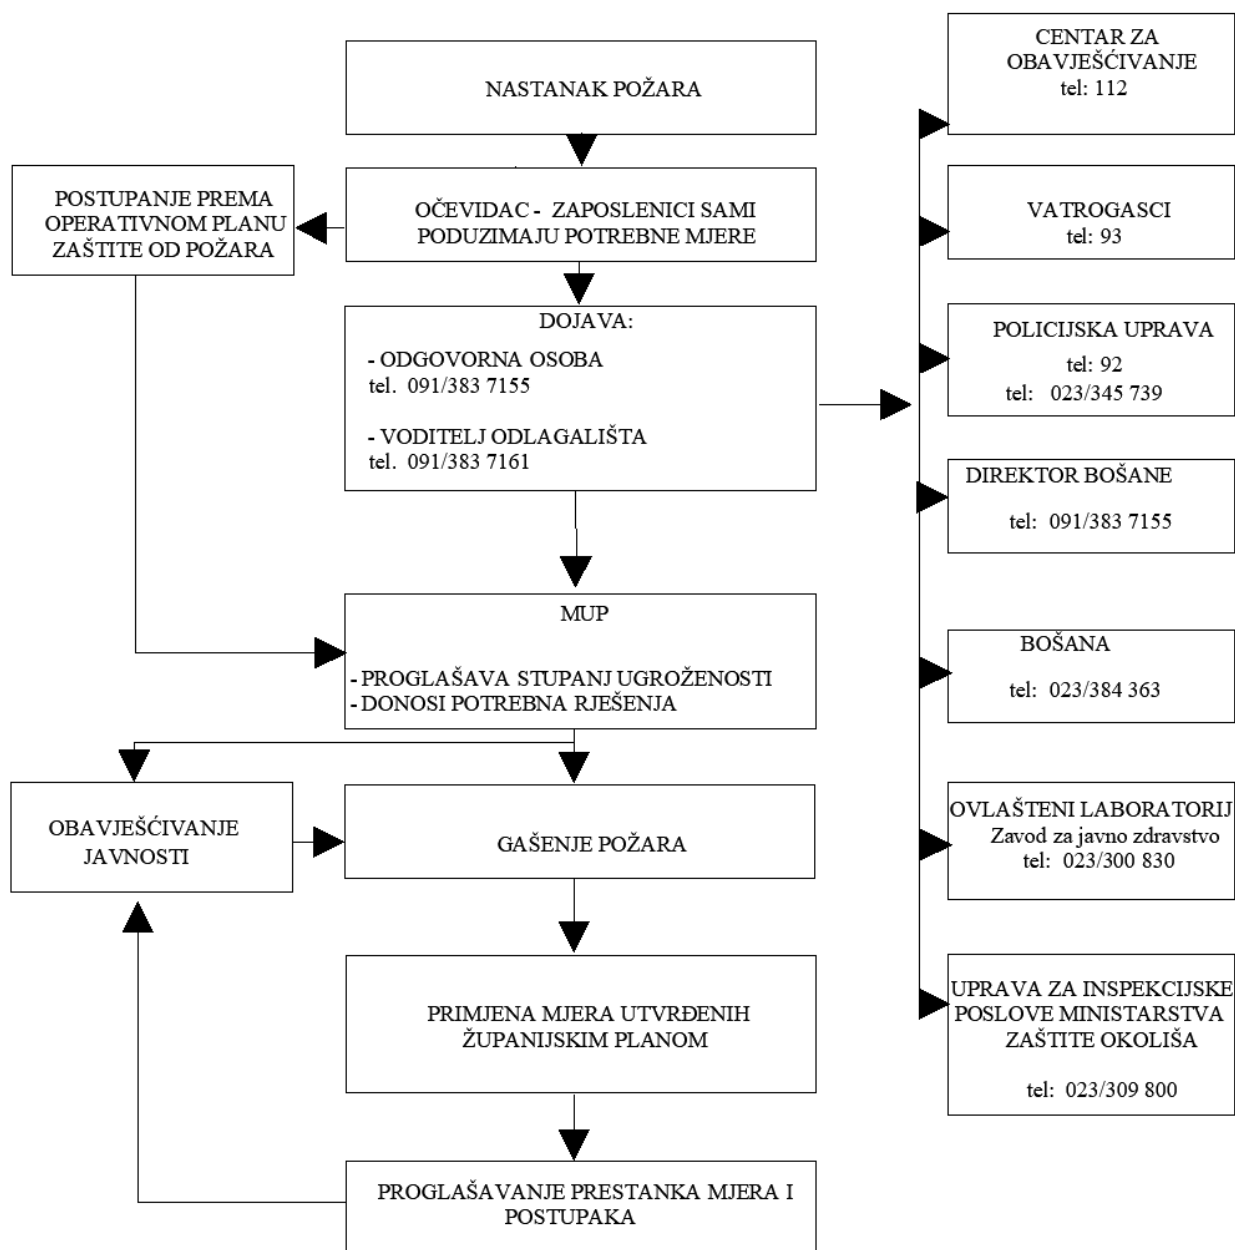 NASTANAK POŽARA
POSTUPANJE PREMA
OPERATIVNOM PLANU
ZAŠTITE OD POŽARA
OČEVIDAC - ZAPOSLENICI SAMI
PODUZIMAJU POTREBNE MJERE
DOJAVA:
- ODGOVORNA OSOBA
tel. 091/383 7155
- VODITELJ ODLAGALIŠTA
tel. 091/383 7161
MUP
- PROGLAŠAVA STUPANJ UGROŽENOSTI
- DONOSI POTREBNA RJEŠENJA
OBAVJEŠĆIVANJE
JAVNOSTI
GAŠENJE POŽARA
PRIMJENA MJERA UTVRĐENIH
ŽUPANIJSKIM PLANOM
PROGLAŠAVANJE PRESTANKA MJERA I
POSTUPAKA
CENTAR ZA
OBAVJEŠĆIVANJE
tel: 112
VATROGASCI
tel: 93
POLICIJSKA UPRAVA
tel: 92
tel: 023/345 739
DIREKTOR BOŠANE
tel: 091/383 7155
BOŠANA
tel: 023/384 363
OVLAŠTENI LABORATORIJ
Zavod za javno zdravstvo
tel: 023/300 830
UPRAVA ZA INSPEKCIJSKE
POSLOVE MINISTARSTVA
ZAŠTITE OKOLIŠA
tel: 023/309 800